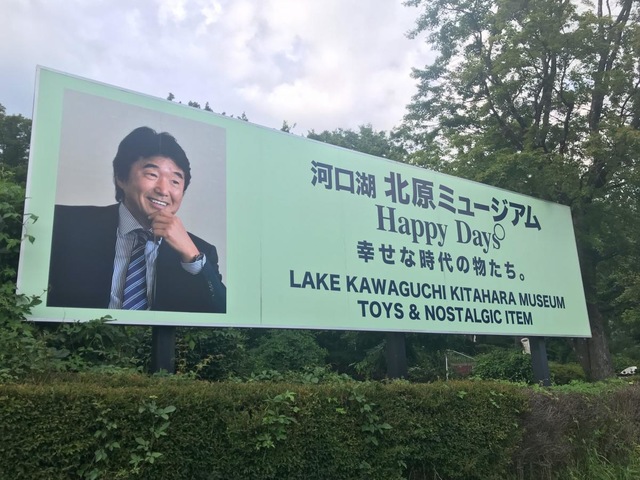 河口湖 北原ミュージアム
Happy Days
幸せな時代の物たち。
LAKE KAWAGUCHI KITAHARA MUSEUM
TOYS & NOSTALGIC ITEM